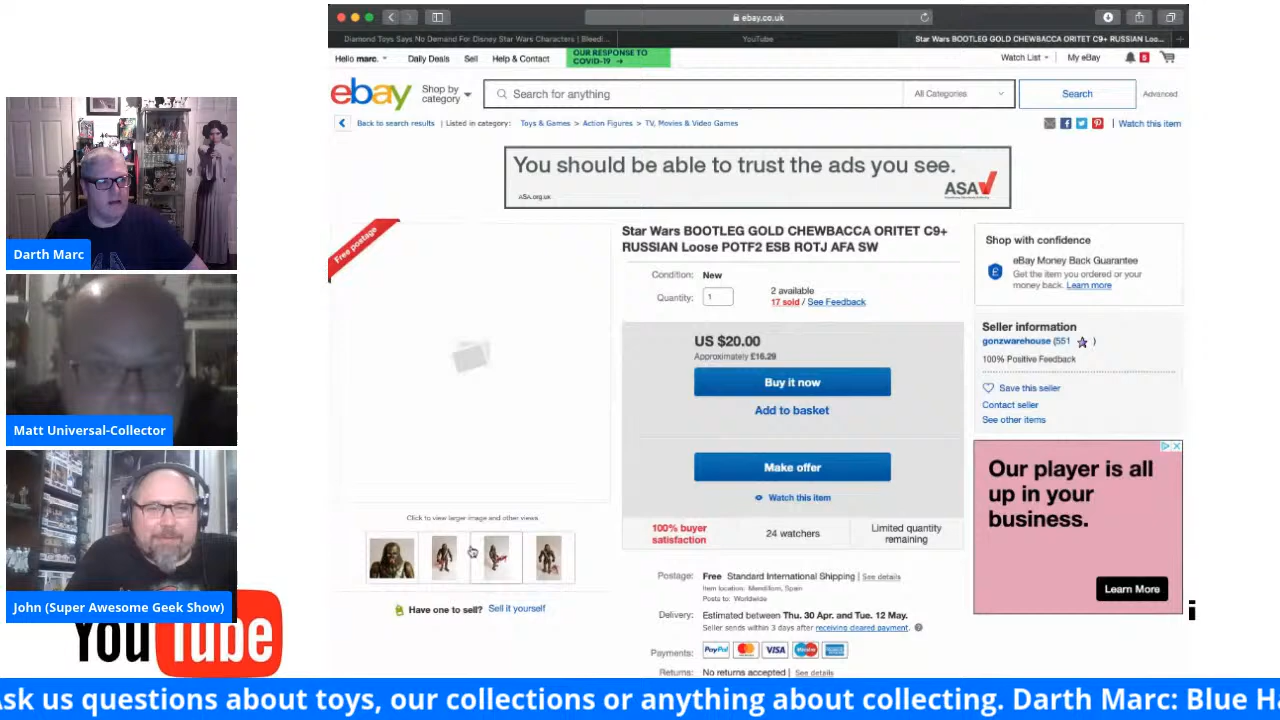 ebay.co.uk
Diamond Toys Says No Demand For Disney Star Wars Characters | Bleedi...
YouTube
Star Wars BOOTLEG GOLD CHEWBACCA ORITET C9+ RUSSIAN Loo...
Hello marc.
Daily Deals
Sell
Help & Contact
OUR RESPONSE TO
COVID-19 →
Watch List
My eBay
5
ebay
Shop by
category
Search for anything
All Categories
Search
Advanced
Back to search results
| Listed in category:
Toys & Games > Action Figures > TV, Movies & Video Games
| Watch this item
You should be able to trust the ads you see.
ASA.org.uk
ASA
Free postage
Star Wars BOOTLEG GOLD CHEWBACCA ORITET C9+
RUSSIAN Loose POTF2 ESB ROTJ AFA SW
Condition: New
Quantity: 1
2 available
17 sold / See Feedback
US $20.00
Approximately £16.29
Buy it now
Add to basket
Make offer
Watch this item
100% buyer
satisfaction
24 watchers
Limited quantity
remaining
Click to view larger image and other views
Have one to sell? Sell it yourself
Postage: Free Standard International Shipping | See details
Item location: Mendillorri, Spain
Posts to: Worldwide
Delivery: Estimated between Thu. 30 Apr. and Tue. 12 May.
Seller sends within 3 days after receiving cleared payment.
Payments: PayPal VISA
Returns: No returns accepted | See details
Shop with confidence
eBay Money Back Guarantee
Get the item you ordered or your
money back. Learn more
Seller information
gonzwarehouse (551 )
100% Positive Feedback
Save this seller
Contact seller
See other items
Our player is all
up in your
business.
Learn More
Darth Marc
Matt Universal-Collector
John (Super Awesome Geek Show)
YouTube
i
Ask us questions about toys, our collections or anything about collecting. Darth Marc: Blue Ha